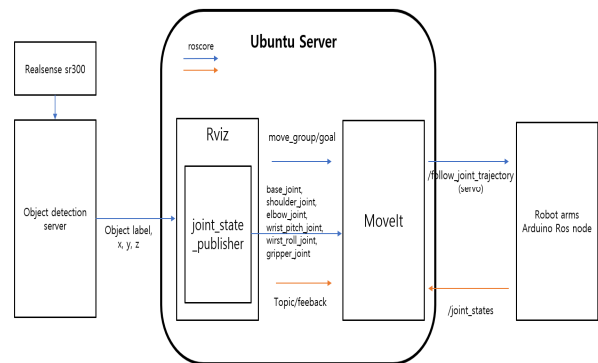 Ubuntu Server
roscore
Realsense sr300
Object detection
server
Object label,
x, y, z
Rviz
joint_state
_publisher
move_group/goal
base_joint,
shoulder_joint,
elbow_joint,
wrist_pitch_joint,
wirst_roll_joint,
gripper_joint
Topic/feeback
MoveIt
/follow_joint_trajectory
(servo)
/joint_states
Robot arms
Arduino Ros node